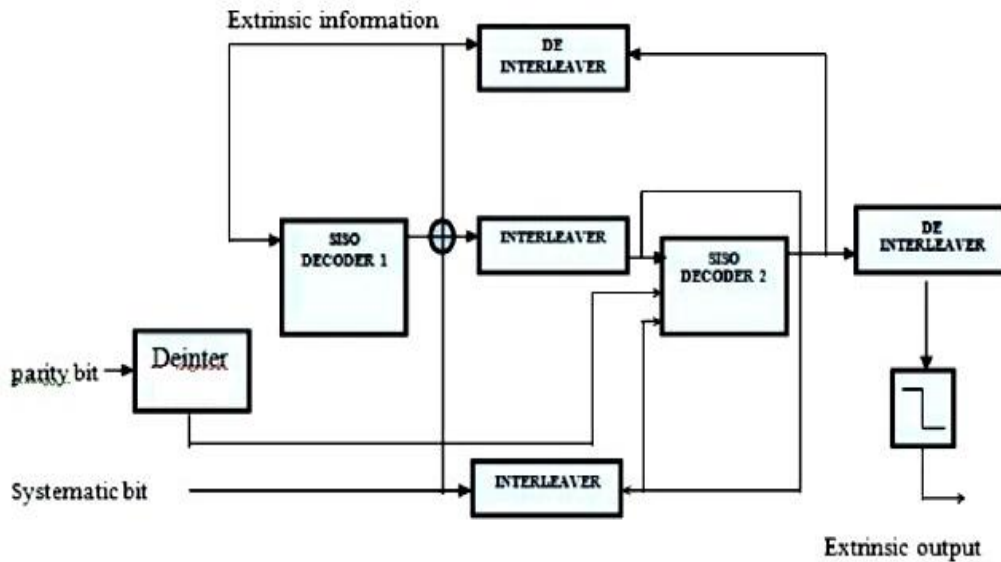 Extrinsic information
DE
INTERLEAVER
SISO
DECODER 1
INTERLEAVER
SISO
DECODER 2
DE
INTERLEAVER
parity bit
Deinter
Systematic bit
INTERLEAVER
Extrinsic output